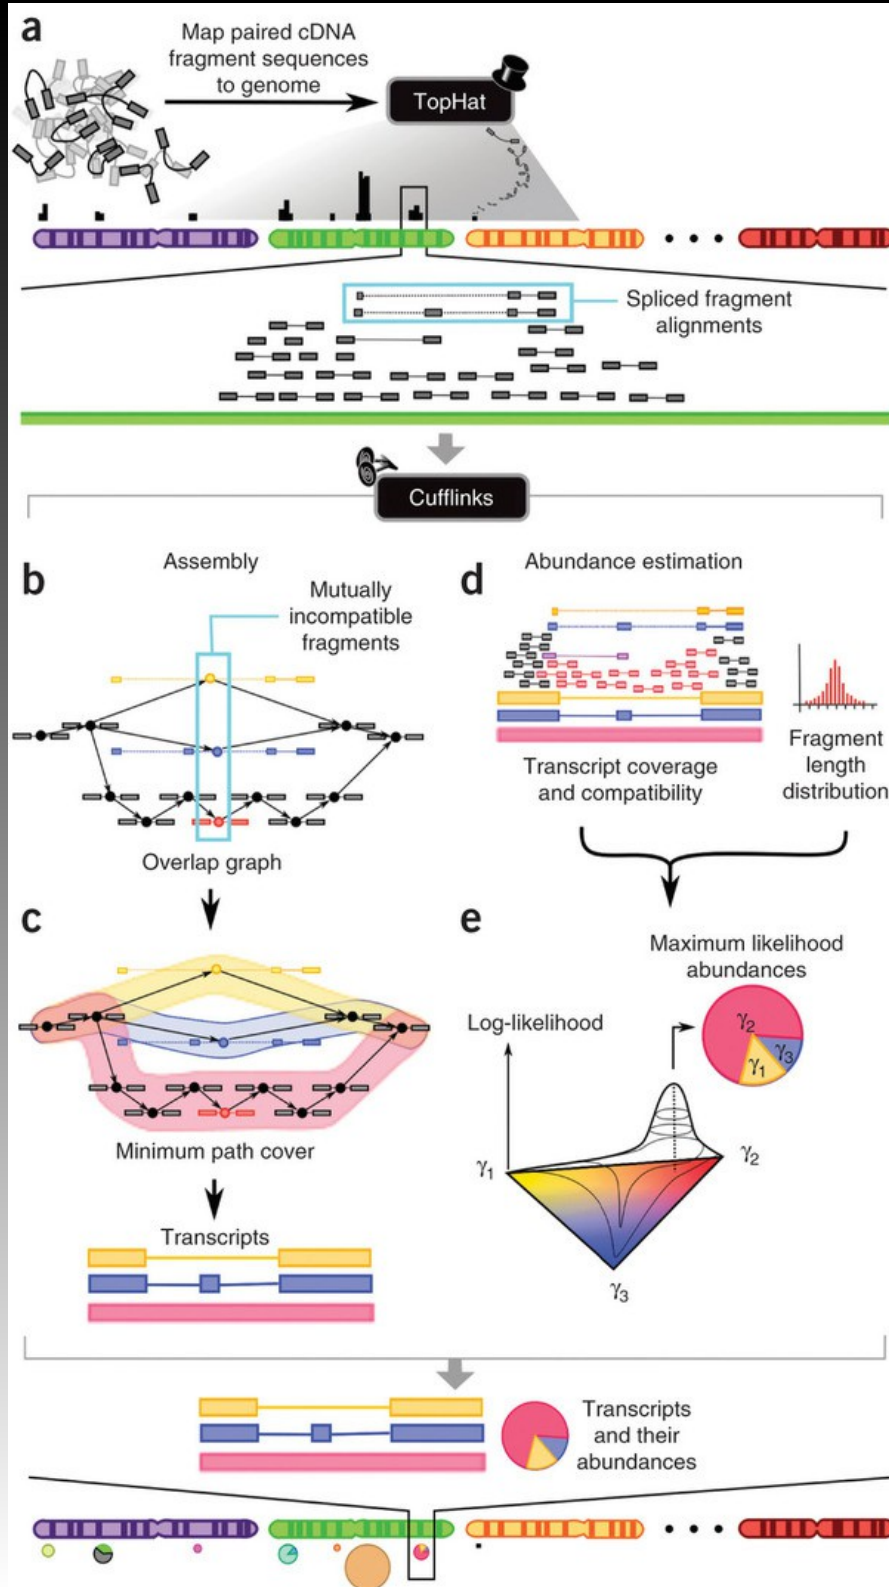 a
Map paired cDNA
fragment sequences
to genome
TopHat
Spliced fragment
alignments
Cufflinks
b
Assembly
Mutually
incompatible
fragments
Overlap graph
c
Minimum path cover
Transcripts
d
Abundance estimation
Transcript coverage
and compatibility
Fragment
length
distribution
e
Maximum likelihood
abundances
γ2
γ3
γ1
Log-likelihood
γ1
γ2
γ3
Transcripts
and their
abundances